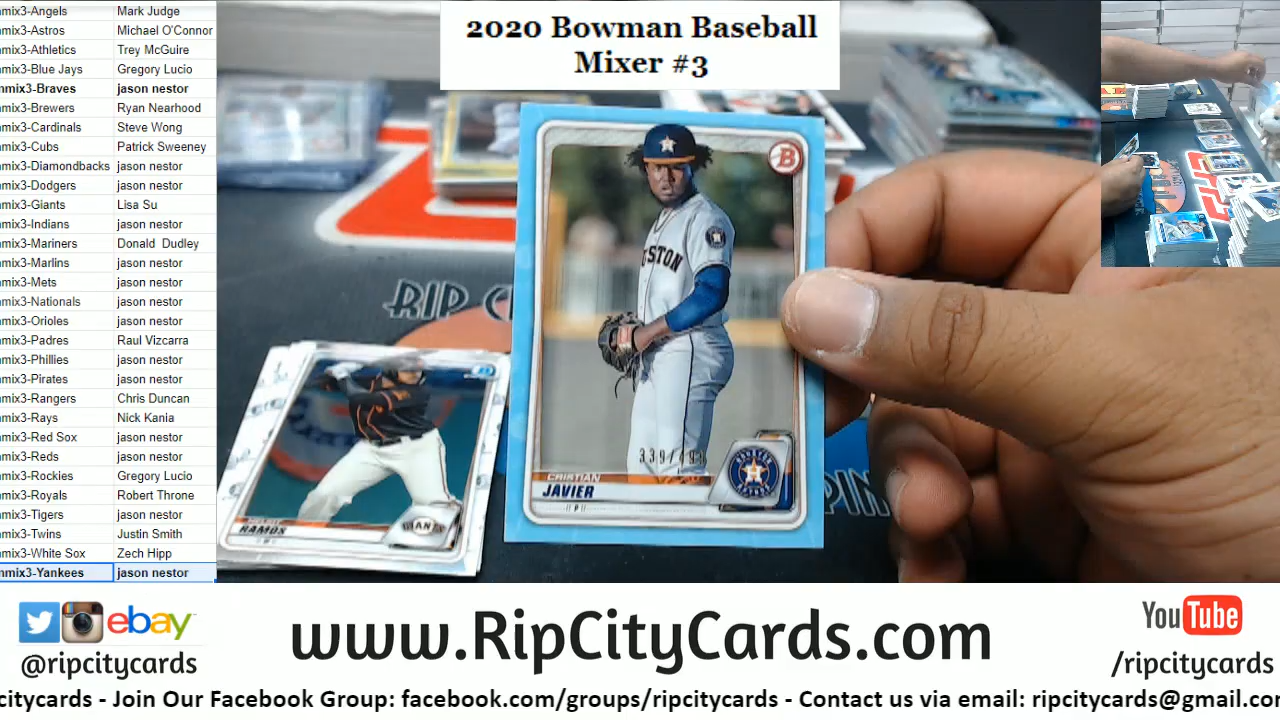 2020 Bowman Baseball
Mixer #3
mix3-Angels Mark Judge
mix3-Astros Michael O'Connor
mix3-Athletics Trey McGuire
mix3-Blue Jays Gregory Lucio
mix3-Braves jason nestor
mix3-Brewers Ryan Nearhood
mix3-Cardinals Steve Wong
mix3-Cubs Patrick Sweeney
mix3-Diamondbacks jason nestor
mix3-Dodgers jason nestor
mix3-Giants Lisa Su
mix3-Indians jason nestor
mix3-Mariners Donald Dudley
mix3-Marlins jason nestor
mix3-Mets jason nestor
mix3-Nationals jason nestor
mix3-Orioles jason nestor
mix3-Padres Raul Vizcarra
mix3-Phillies jason nestor
mix3-Pirates jason nestor
mix3-Rangers Chris Duncan
mix3-Rays Nick Kania
mix3-Red Sox jason nestor
mix3-Reds jason nestor
mix3-Rockies Gregory Lucio
mix3-Royals Robert Throne
mix3-Tigers jason nestor
mix3-Twins Justin Smith
mix3-White Sox Zech Hipp
mix3-Yankees jason nestor
B
STON
CRISTIAN
JAVIER
P
RIP C
RAMOS
ebay
@ripcitycards
www.RipCityCards.com
YouTube
/ripcitycards
citycards - Join Our Facebook Group: facebook.com/groups/ripcitycards - Contact us via email: ripcitycards@gmail.co